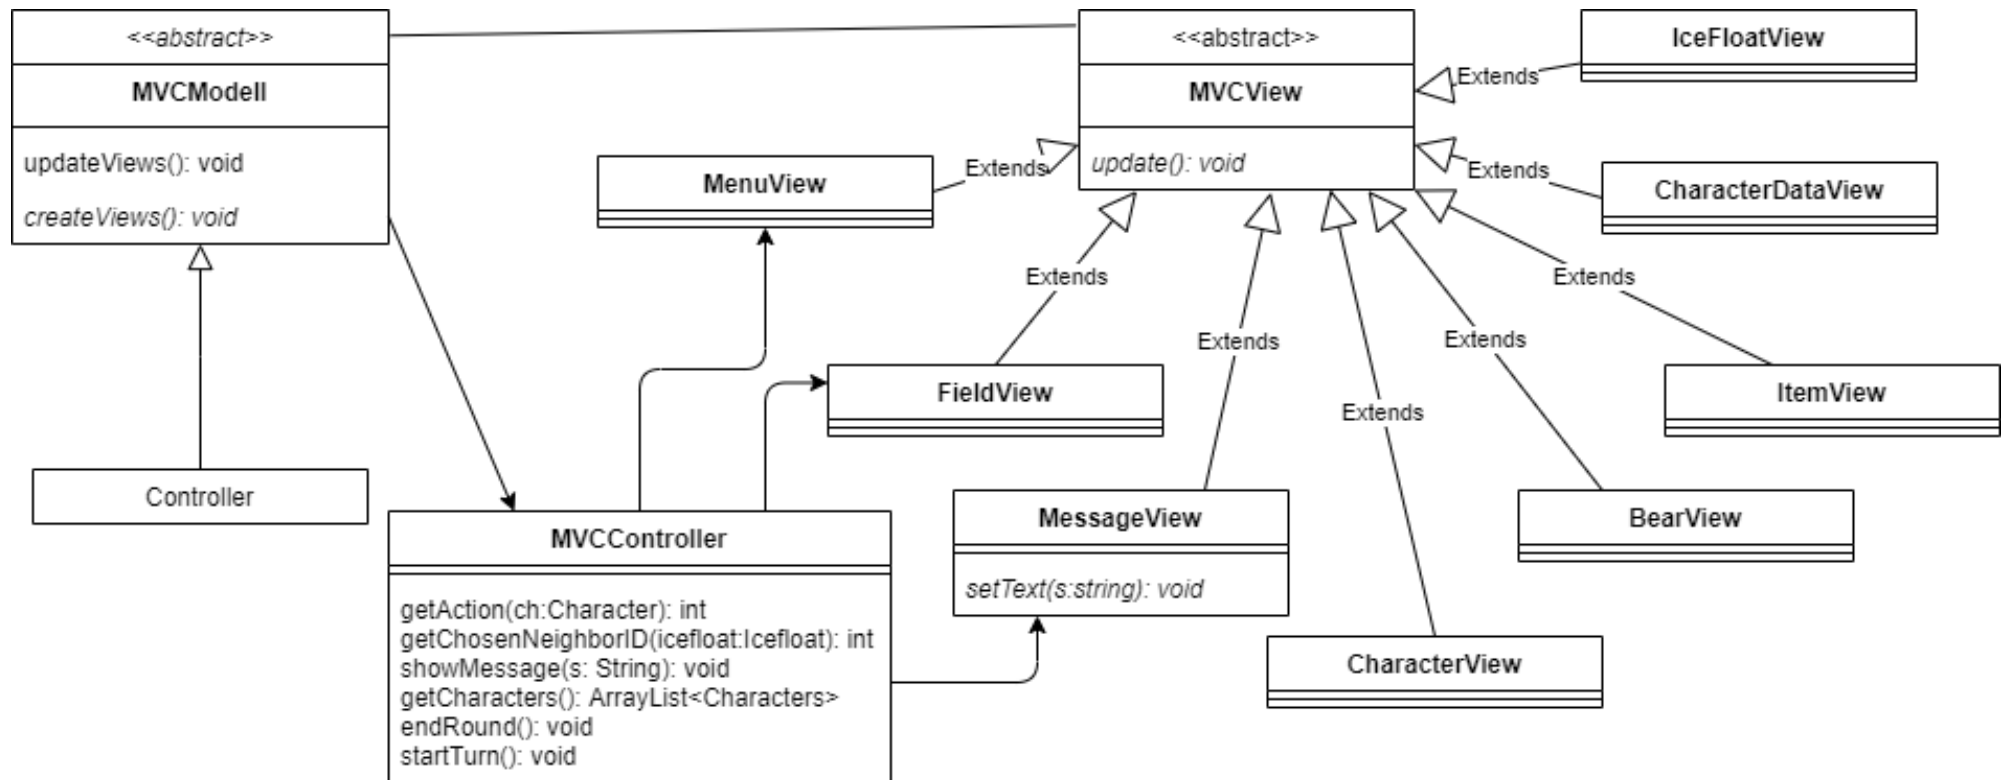 <<abstract>>
MVCModell
updateViews(): void
createViews(): void
Controller
<<abstract>>
MVCView
update(): void
IceFloatView
Extends
CharacterDataView
Extends
MenuView
Extends
FieldView
Extends
MessageView
setText(s:string): void
Extends
CharacterView
Extends
BearView
Extends
ItemView
Extends
MVCController
getAction(ch:Character): int
getChosenNeighborID(icefloat:Icefloat): int
showMessage(s: String): void
getCharacters(): ArrayList<Characters>
endRound(): void
startTurn(): void